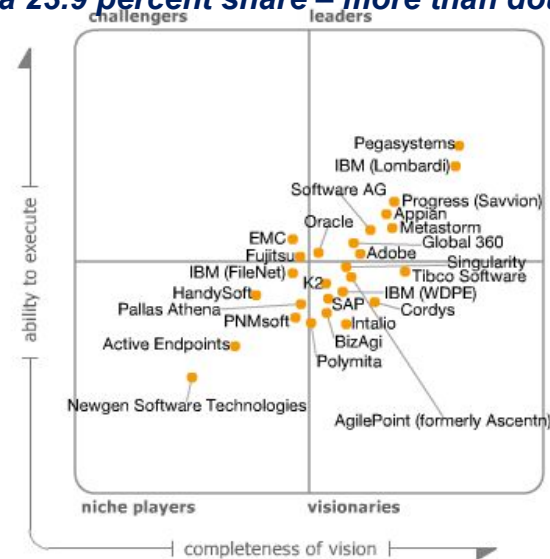 a 23.9 percent share – more than dou
challengers
leaders
Pegasystems
IBM (Lombardi)
Software AG
Progress (Savvion)
Appian
Oracle
Metastorm
EMC
Global 360
Fujitsu
Adobe
Singularity
IBM (FileNet)
Tibco Software
K2
HandySoft
IBM (WDPE)
SAP
Pallas Athena
Cordys
PNMsoft
Intalio
BizAgi
Active Endpoints
Polymita
Newgen Software Technologies
AgilePoint (formerly Ascentn)
niche players
visionaries
ability to execute
completeness of vision